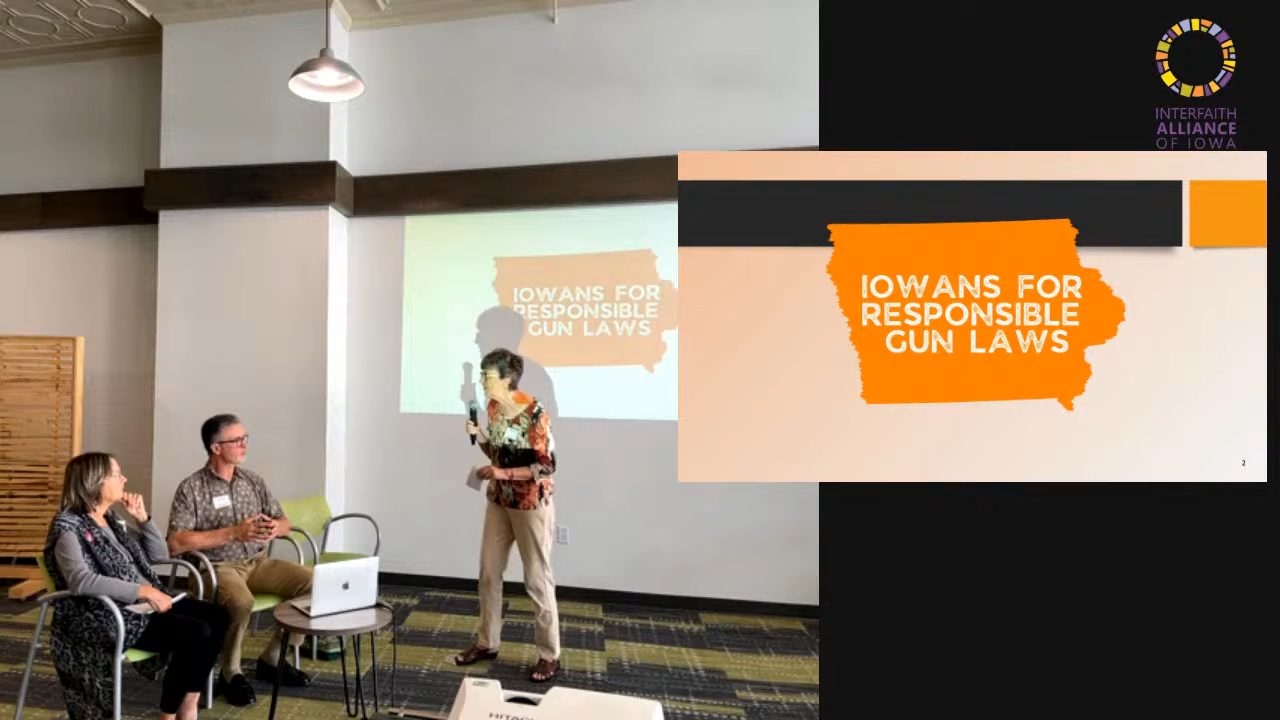 INTERFAITH
ALLIANCE
OF IOWA
IOWANS FOR
RESPONSIBLE
GUN LAWS
IOWANS FOR
RESPONSIBLE
GUN LAWS
2